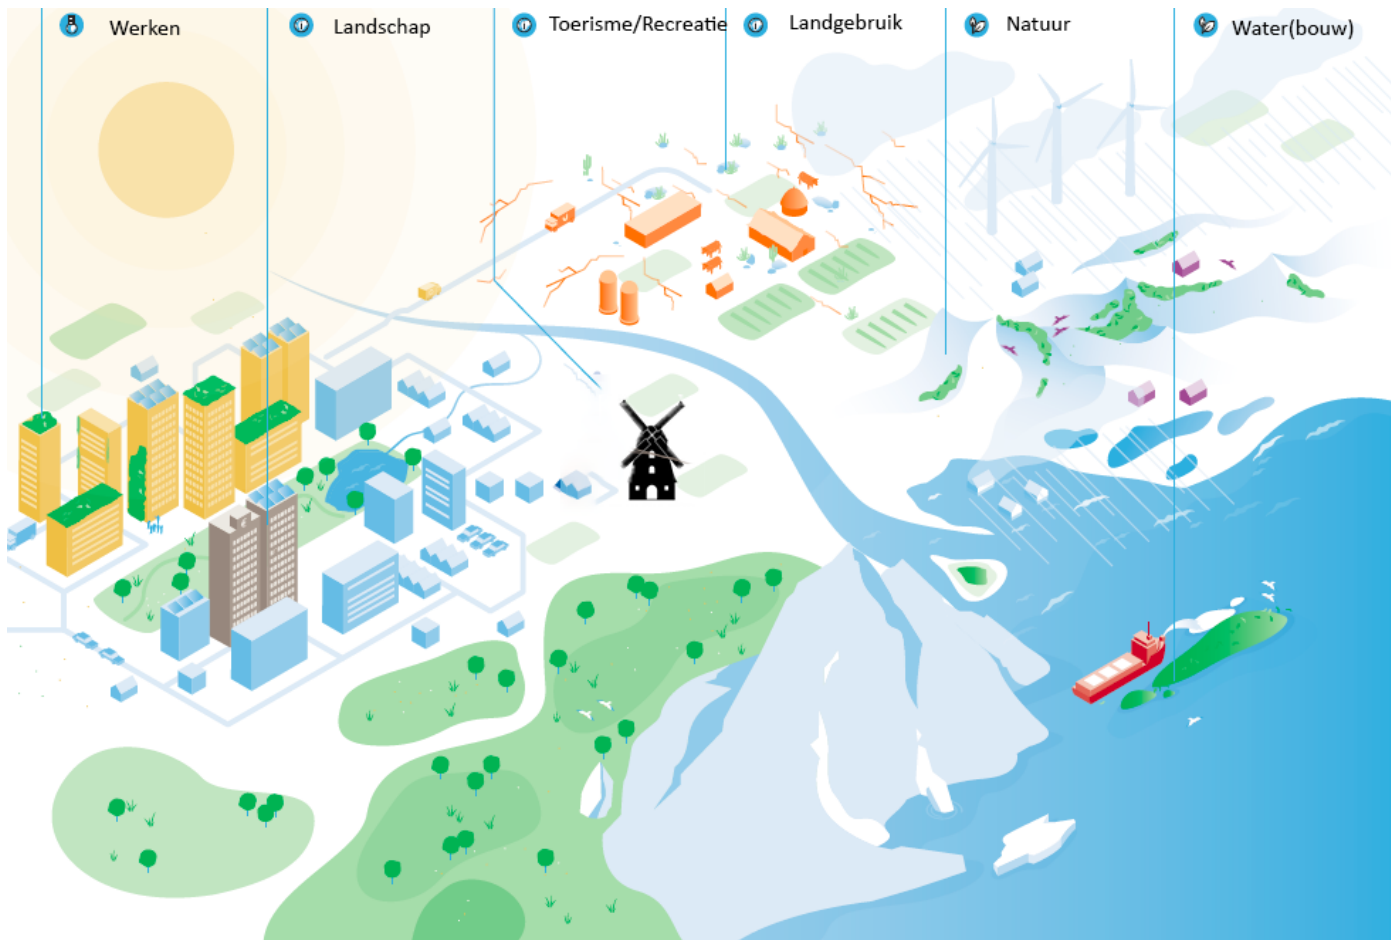 Werken
Landschap
Toerisme/Recreatie
Landgebruik
Natuur
Water(bouw)